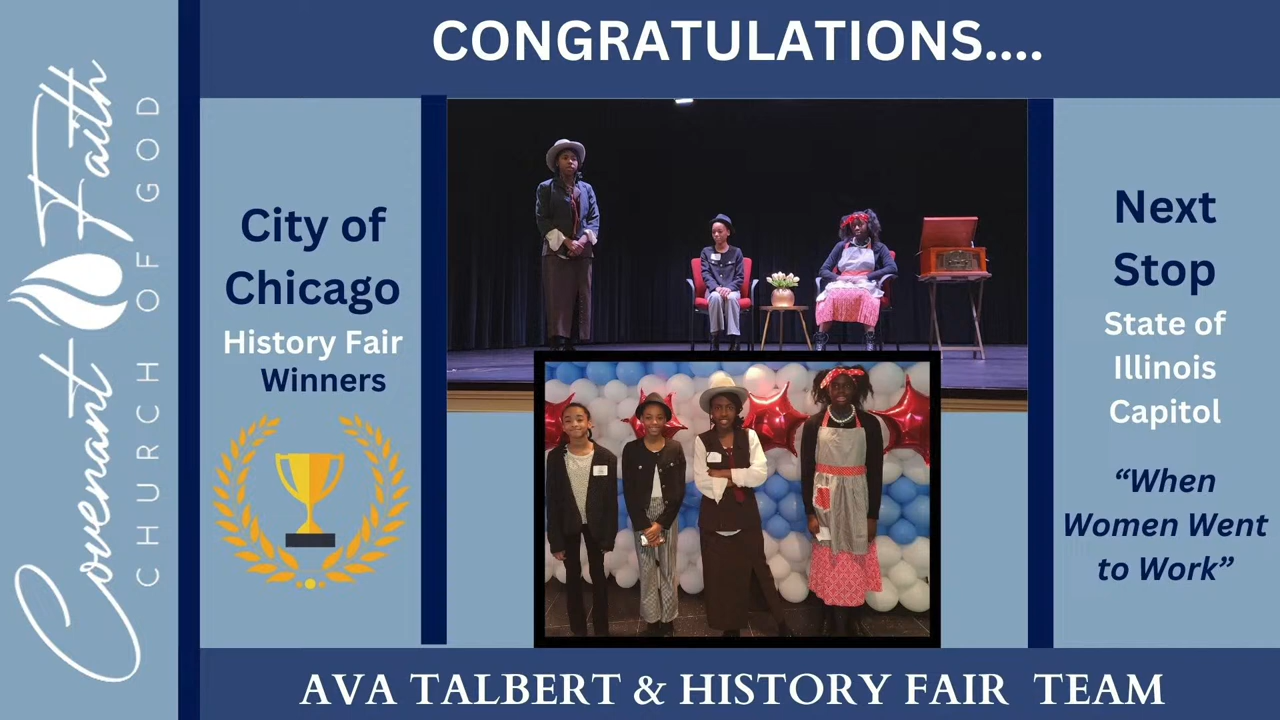 CONGRATULATIONS....
Covenant Faith
CHURCH OF GOD
City of
Chicago
History Fair
Winners
Next
Stop
State of
Illinois
Capitol
“When
Women Went
to Work”
AVA TALBERT & HISTORY FAIR TEAM